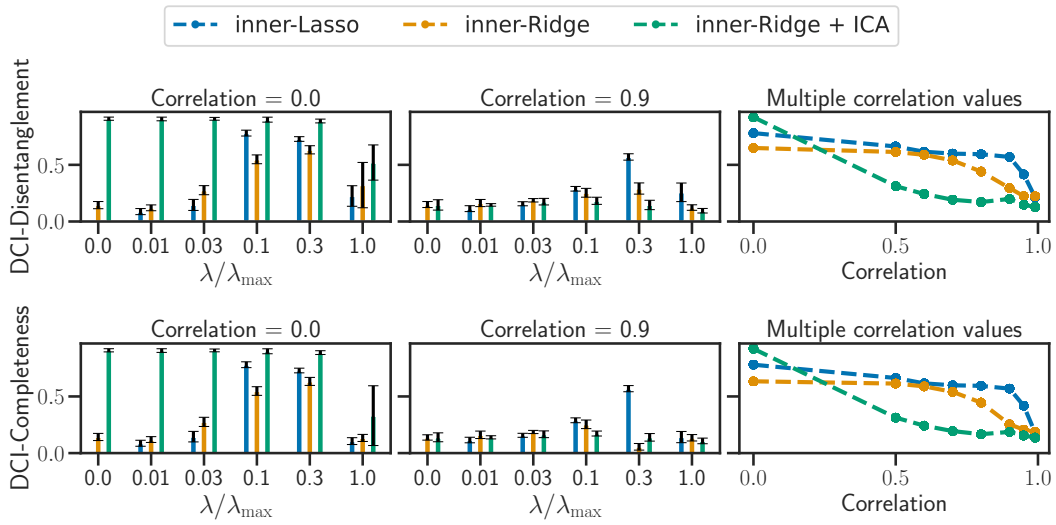 inner-Lasso inner-Ridge inner-Ridge + ICA
Correlation = 0.0 Correlation = 0.9 Multiple correlation values
DCI-Disentanglement
0.5
0.0
0.0 0.01 0.03 0.1 0.3 1.0 0.0 0.01 0.03 0.1 0.3 1.0 0.0 0.5 1.0
λ/λmax λ/λmax Correlation
Correlation = 0.0 Correlation = 0.9 Multiple correlation values
DCI-Completeness
0.5
0.0
0.0 0.01 0.03 0.1 0.3 1.0 0.0 0.01 0.03 0.1 0.3 1.0 0.0 0.5 1.0
λ/λmax λ/λmax Correlation